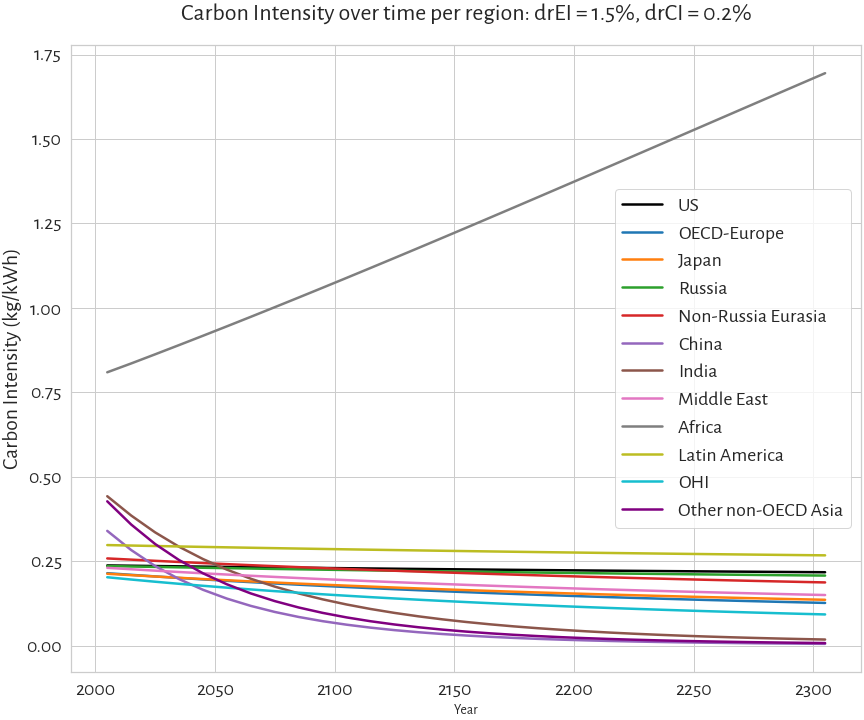 Carbon Intensity over time per region: drEI = 1.5%, drCI = 0.2%
Carbon Intensity (kg/kWh)
1.75
1.50
1.25
1.00
0.75
0.50
0.25
0.00
US
OECD-Europe
Japan
Russia
Non-Russia Eurasia
China
India
Middle East
Africa
Latin America
OHI
Other non-OECD Asia
2000 2050 2100 2150 2200 2250 2300
Year